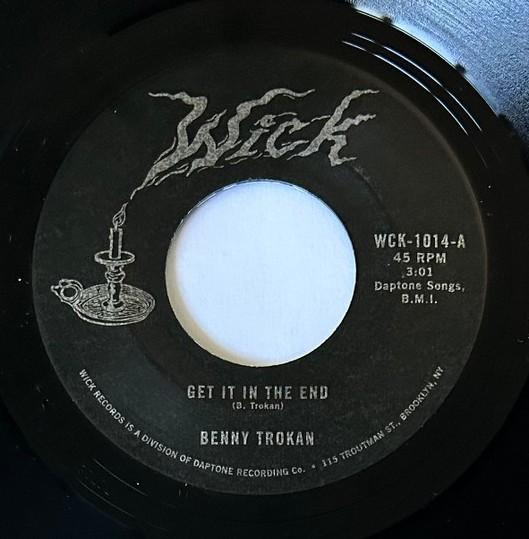 Wick
WCK-1014-A
45 RPM
3:01
Daptone Songs,
B.M.I.
GET IT IN THE END
(B. Trokan)
BENNY TROKAN
WICK RECORDS IS A DIVISION OF DAPTONE RECORDING Co. • 115 TROUTMAN ST., BROOKLYN, NY